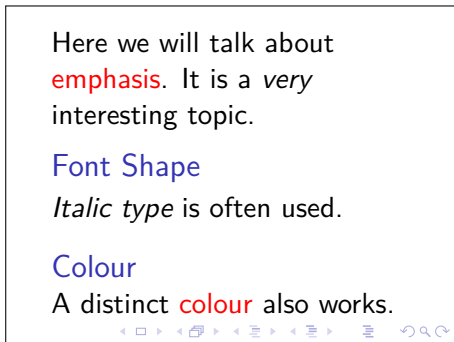 Here we will talk about
emphasis. It is a very
interesting topic.
Font Shape
Italic type is often used.
Colour
A distinct colour also works.